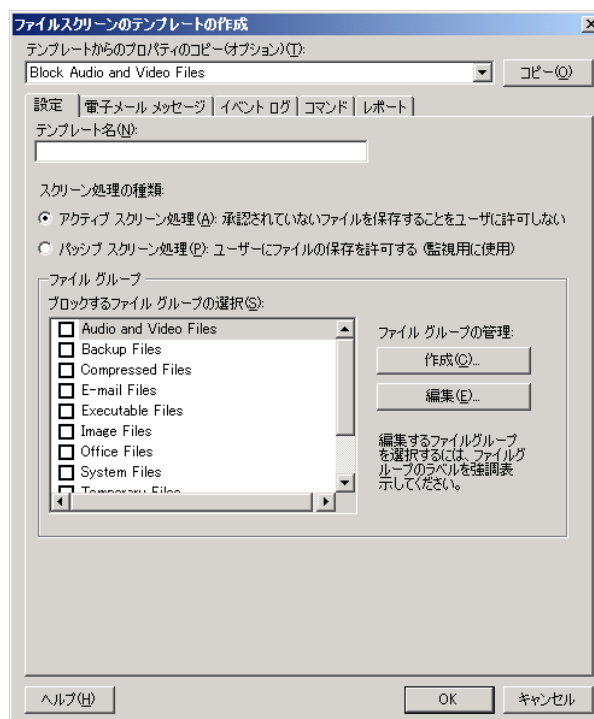 ファイルスクリーンのテンプレートの作成
テンプレートからのプロパティのコピー(オプション)(T):
Block Audio and Video Files
コピー(O)
設定
電子メール メッセージ
イベント ログ
コマンド
レポート
テンプレート名(N):
スクリーン処理の種類:
アクティブ スクリーン処理(A): 承認されていないファイルを保存することをユーザに許可しない
パッシブ スクリーン処理(P): ユーザーにファイルの保存を許可する (監視用に使用)
ファイル グループ
ブロックするファイル グループの選択(S):
Audio and Video Files
Backup Files
Compressed Files
E-mail Files
Executable Files
Image Files
Office Files
System Files
Temporary Files
ファイル グループの管理:
作成(C)...
編集(E)...
編集するファイルグループ
を選択するには、ファイルグ
ループのラベルを強調表
示してください。
ヘルプ(H)
OK
キャンセル